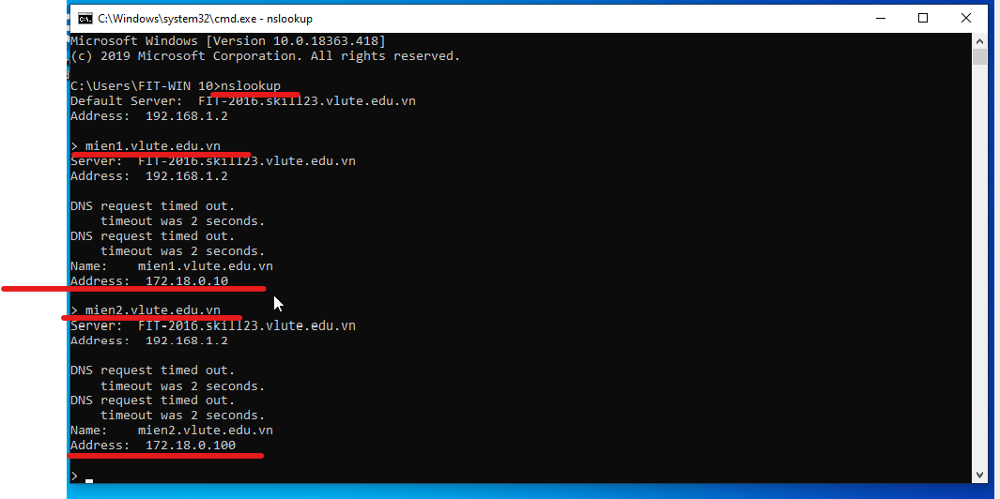 C:\Windows\system32\cmd.exe - nslookup
Microsoft Windows [Version 10.0.18363.418]
(c) 2019 Microsoft Corporation. All rights reserved.
C:\Users\FIT-WIN 10>nslookup
Default Server:  FIT-2016.skill23.vlute.edu.vn
Address:  192.168.1.2
> mien1.vlute.edu.vn
Server:  FIT-2016.skill23.vlute.edu.vn
Address:  192.168.1.2
DNS request timed out.
    timeout was 2 seconds.
DNS request timed out.
    timeout was 2 seconds.
Name:    mien1.vlute.edu.vn
Address:  172.18.0.10
> mien2.vlute.edu.vn
Server:  FIT-2016.skill23.vlute.edu.vn
Address:  192.168.1.2
DNS request timed out.
    timeout was 2 seconds.
DNS request timed out.
    timeout was 2 seconds.
Name:    mien2.vlute.edu.vn
Address:  172.18.0.100
>